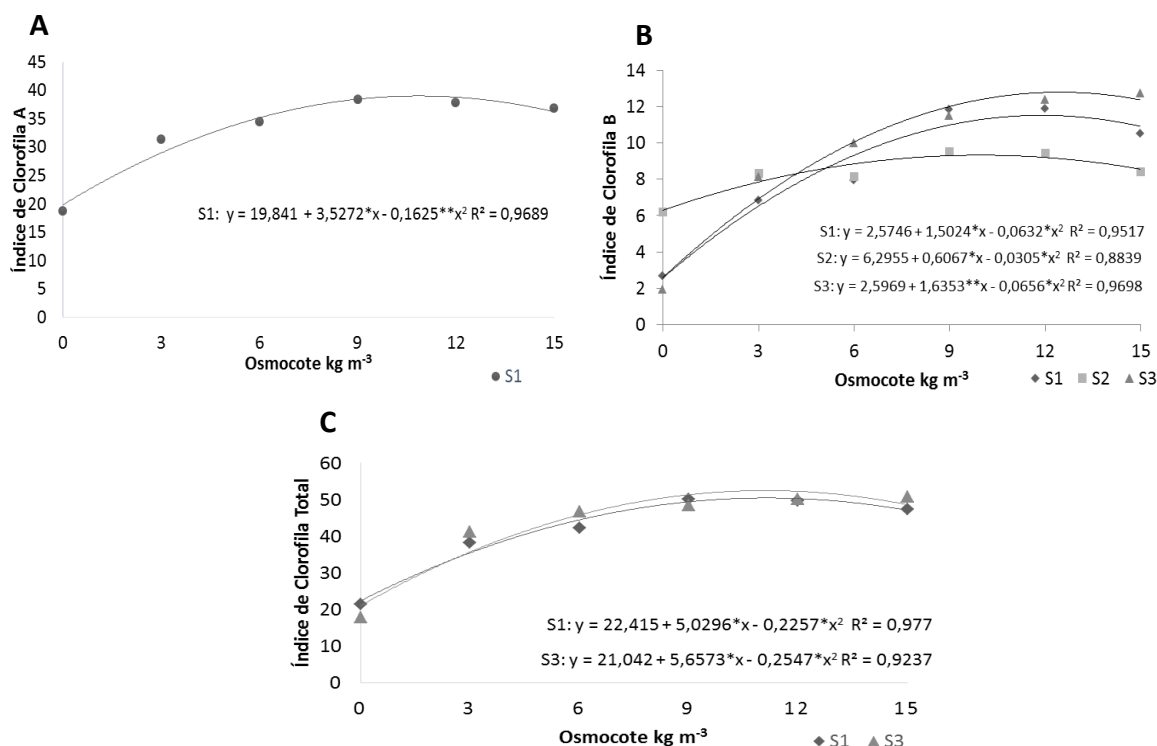 A
Índice de Clorofila A
45
40
35
30
25
20
15
10
5
0
S1: y = 19,841 + 3,5272*x - 0,1625**x² R² = 0,9689
0 3 6 9 12 15
Osmocote kg m⁻³
S1
B
Índice de Clorofila B
14
12
10
8
6
4
2
0
S1: y = 2,5746 + 1,5024*x - 0,0632*x² R² = 0,9517
S2: y = 6,2955 + 0,6067*x - 0,0305*x² R² = 0,8839
S3: y = 2,5969 + 1,6353**x - 0,0656*x² R² = 0,9698
0 3 6 9 12 15
Osmocote kg m⁻³
S1 S2 S3
C
Índice de Clorofila Total
60
50
40
30
20
10
0
S1: y = 22,415 + 5,0296*x - 0,2257*x² R² = 0,977
S3: y = 21,042 + 5,6573*x - 0,2547*x² R² = 0,9237
0 3 6 9 12 15
Osmocote kg m⁻³
S1 S3